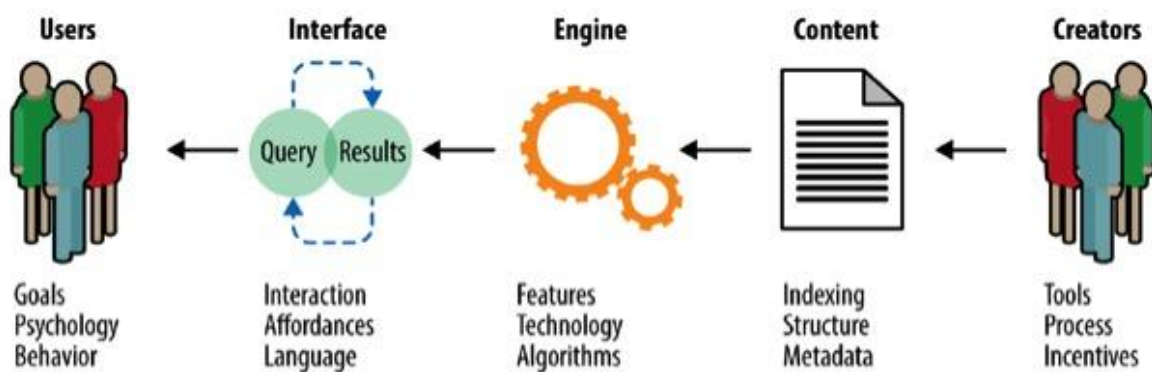 Users
Interface
Engine
Content
Creators
Query
Results
Goals
Psychology
Behavior
Interaction
Affordances
Language
Features
Technology
Algorithms
Indexing
Structure
Metadata
Tools
Process
Incentives